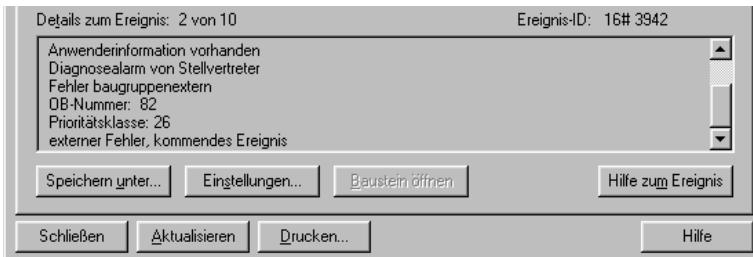 Details zum Ereignis: 2 von 10 Ereignis-ID: 16# 3942
Anwenderinformation vorhanden
Diagnosealarm von Stellvertreter
Fehler baugruppenextern
OB-Nummer: 82
Prioritätsklasse: 26
externer Fehler, kommendes Ereignis
Speichern unter... Einstellungen... Baustein öffnen Hilfe zum Ereignis
Schließen Aktualisieren Drucken... Hilfe